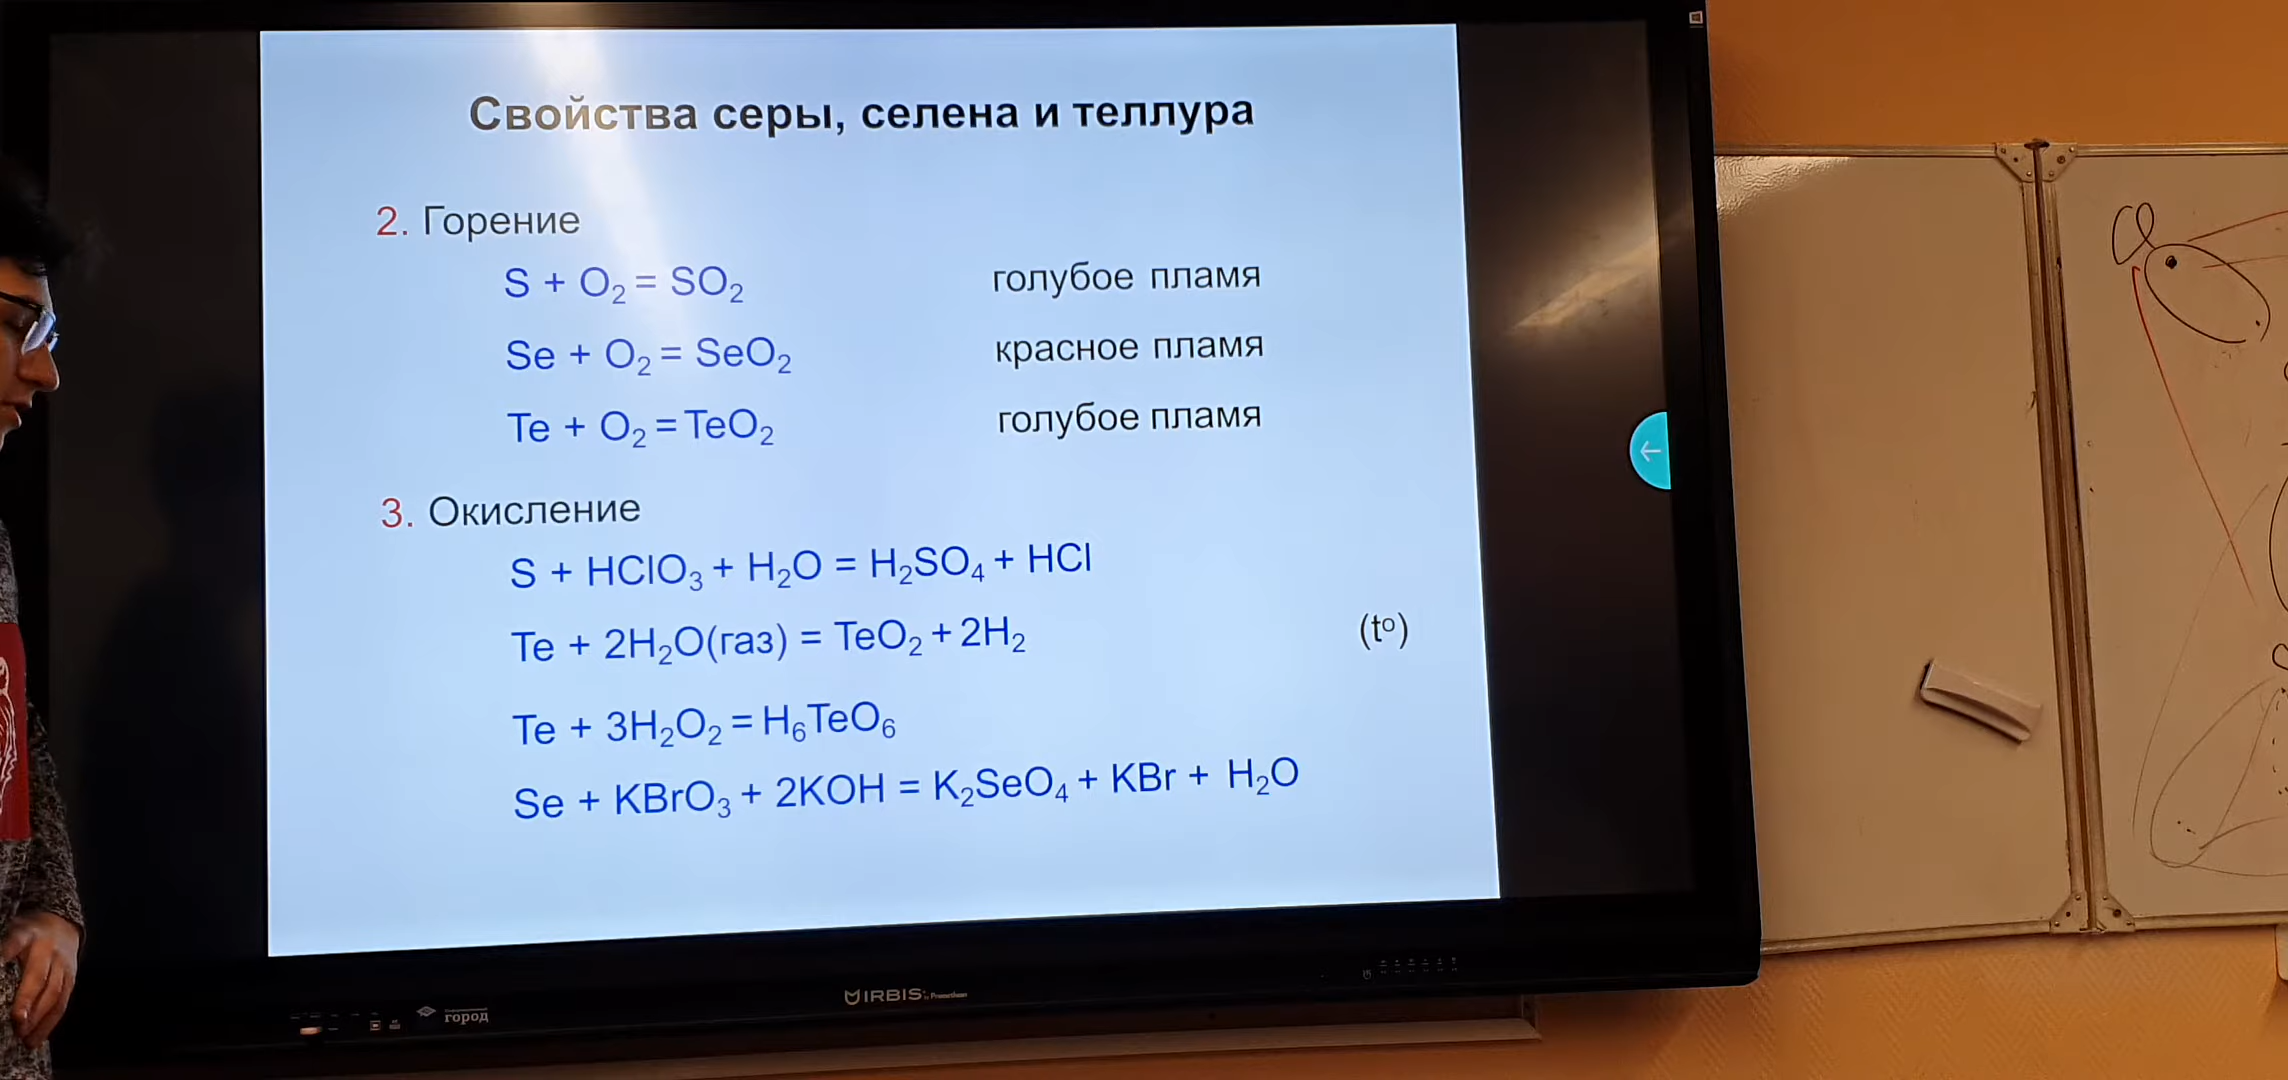 Свойства серы, селена и теллура
2. Горение
S + O₂ = SO₂ голубое пламя
Se + O₂ = SeO₂ красное пламя
Te + O₂ = TeO₂ голубое пламя
3. Окисление
S + HClO₃ + H₂O = H₂SO₄ + HCl
Te + 2H₂O(газ) = TeO₂ + 2H₂ (t°)
Te + 3H₂O₂ = H₆TeO₆
Se + KBrO₃ + 2KOH = K₂SeO₄ + KBr + H₂O
IRBIS by Promethean
город